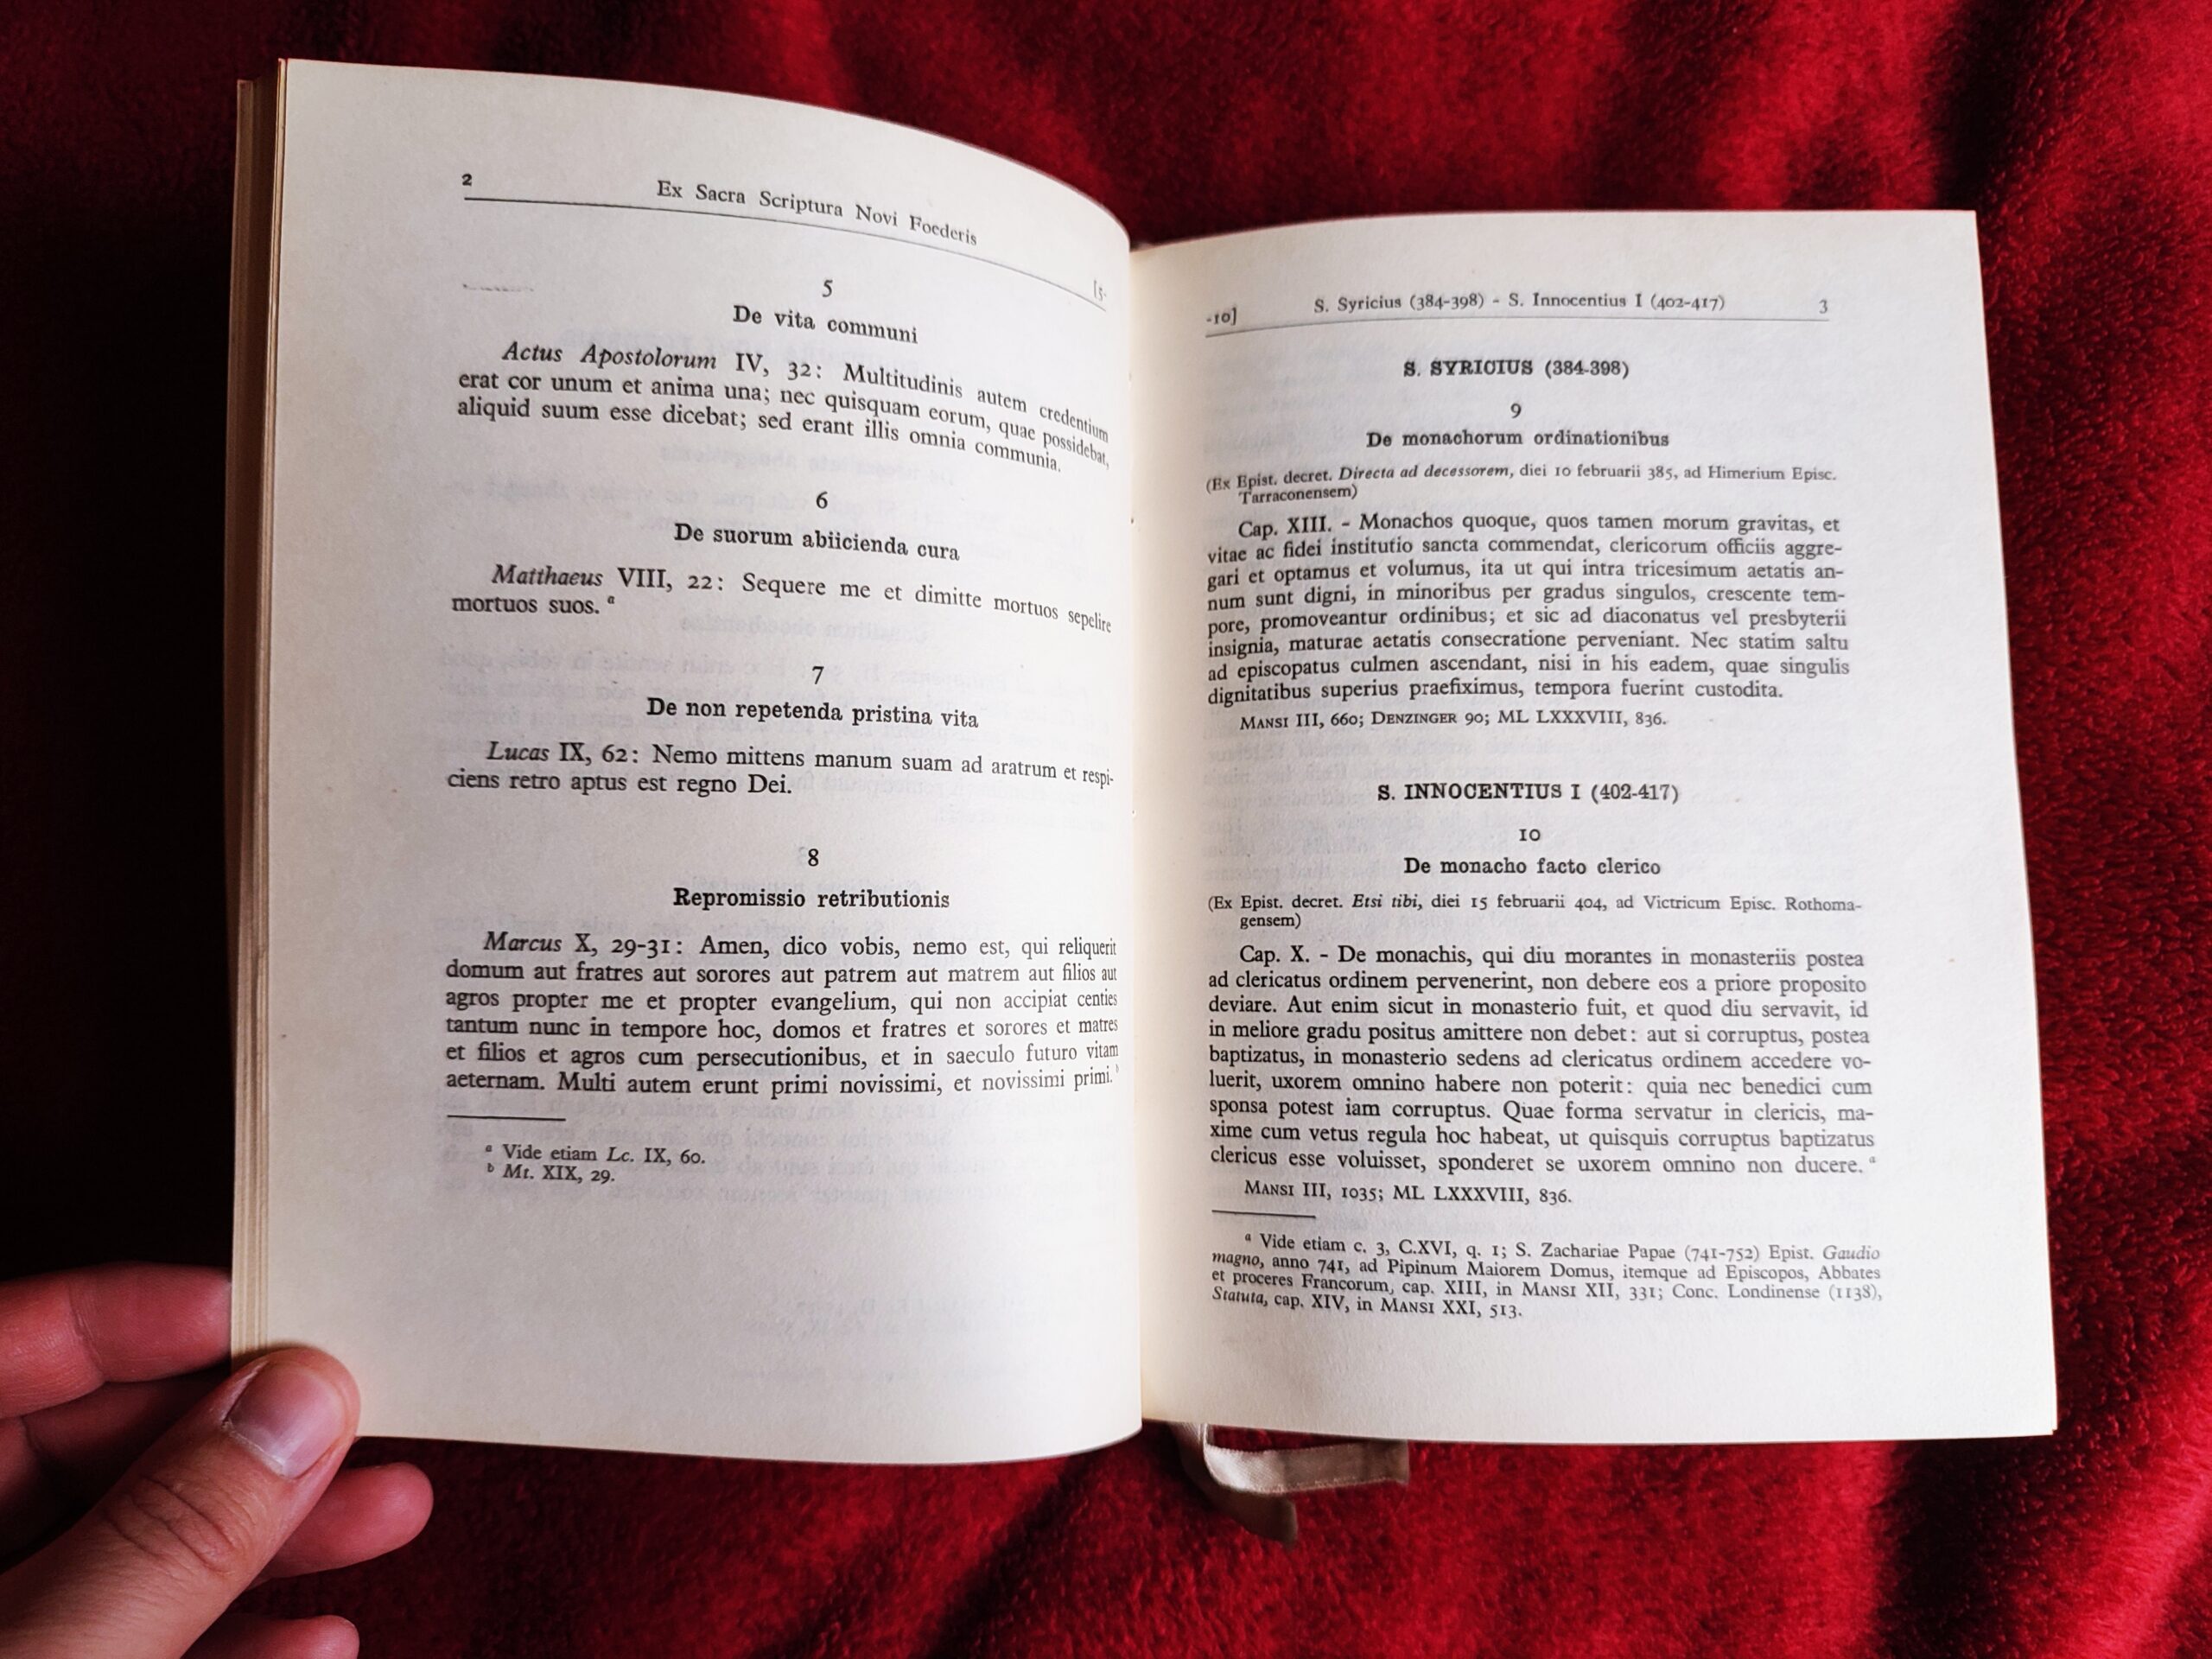 2
Ex Sacra Scriptura Novi Foederis
[5-
5
De vita communi
Actus Apostolorum IV, 32: Multitudinis autem credentium
erat cor unum et anima una; nec quisquam eorum, quae possidebat,
aliquid suum esse dicebat; sed erant illis omnia communia.
6
De suorum abiicienda cura
Matthaeus VIII, 22: Sequere me et dimitte mortuos sepelire
mortuos suos. a
7
De non repetenda pristina vita
Lucas IX, 62: Nemo mittens manum suam ad aratrum et respi-
ciens retro aptus est regno Dei.
8
Repromissio retributionis
Marcus X, 29-31: Amen, dico vobis, nemo est, qui reliquerit
domum aut fratres aut sorores aut patrem aut matrem aut filios aut
agros propter me et propter evangelium, qui non accipiat centies
tantum nunc in tempore hoc, domos et fratres et sorores et matres
et filios et agros cum persecutionibus, et in saeculo futuro vitam
aeternam. Multi autem erunt primi novissimi, et novissimi primi. b
a Vide etiam Lc. IX, 60.
b Mt. XIX, 29.
-10]
S. Syricius (384-398) - S. Innocentius I (402-417)
3
S. SYRICIUS (384-398)
9
De monachorum ordinationibus
(Ex Epist. decret. Directa ad decessorem, diei 10 februarii 385, ad Himerium Episc.
Tarraconensem)
Cap. XIII. - Monachos quoque, quos tamen morum gravitas, et
vitae ac fidei institutio sancta commendat, clericorum officiis aggre-
gari et optamus et volumus, ita ut qui intra tricesimum aetatis an-
num sunt digni, in minoribus per gradus singulos, crescente tem-
pore, promoveantur ordinibus; et sic ad diaconatus vel presbyterii
insignia, maturae aetatis consecratione perveniant. Nec statim saltu
ad episcopatus culmen ascendant, nisi in his eadem, quae singulis
dignitatibus superius praefiximus, tempora fuerint custodita.
MANSI III, 660; DENZINGER 90; ML LXXXVIII, 836.
S. INNOCENTIUS I (402-417)
10
De monacho facto clerico
(Ex Epist. decret. Etsi tibi, diei 15 februarii 404, ad Victricum Episc. Rothoma-
gensem)
Cap. X. - De monachis, qui diu morantes in monasteriis postea
ad clericatus ordinem pervenerint, non debere eos a priore proposito
deviare. Aut enim sicut in monasterio fuit, et quod diu servavit, id
in meliore gradu positus amittere non debet: aut si corruptus, postea
baptizatus, in monasterio sedens ad clericatus ordinem accedere vo-
luerit, uxorem omnino habere non poterit: quia nec benedici cum
sponsa potest iam corruptus. Quae forma servatur in clericis, ma-
xime cum vetus regula hoc habeat, ut quisquis corruptus baptizatus
clericus esse voluisset, sponderet se uxorem omnino non ducere. a
MANSI III, 1035; ML LXXXVIII, 836.
a Vide etiam c. 3, C.XVI, q. 1; S. Zachariae Papae (741-752) Epist. Gaudio
magno, anno 741, ad Pipinum Maiorem Domus, itemque ad Episcopos, Abbates
et proceres Francorum, cap. XIII, in MANSI XII, 331; Conc. Londinense (1138),
Statuta, cap. XIV, in MANSI XXI, 513.